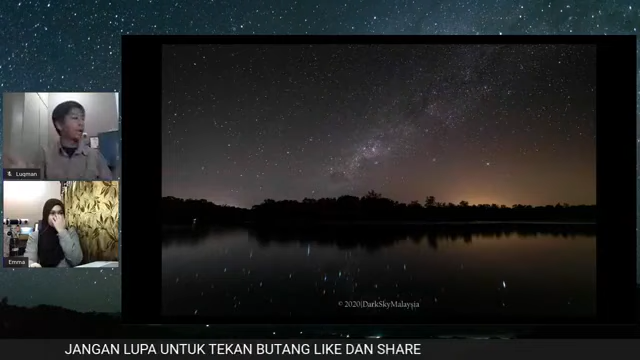 Luqman
Emma
© 2020|DarkSkyMalaysia
JANGAN LUPA UNTUK TEKAN BUTANG LIKE DAN SHARE